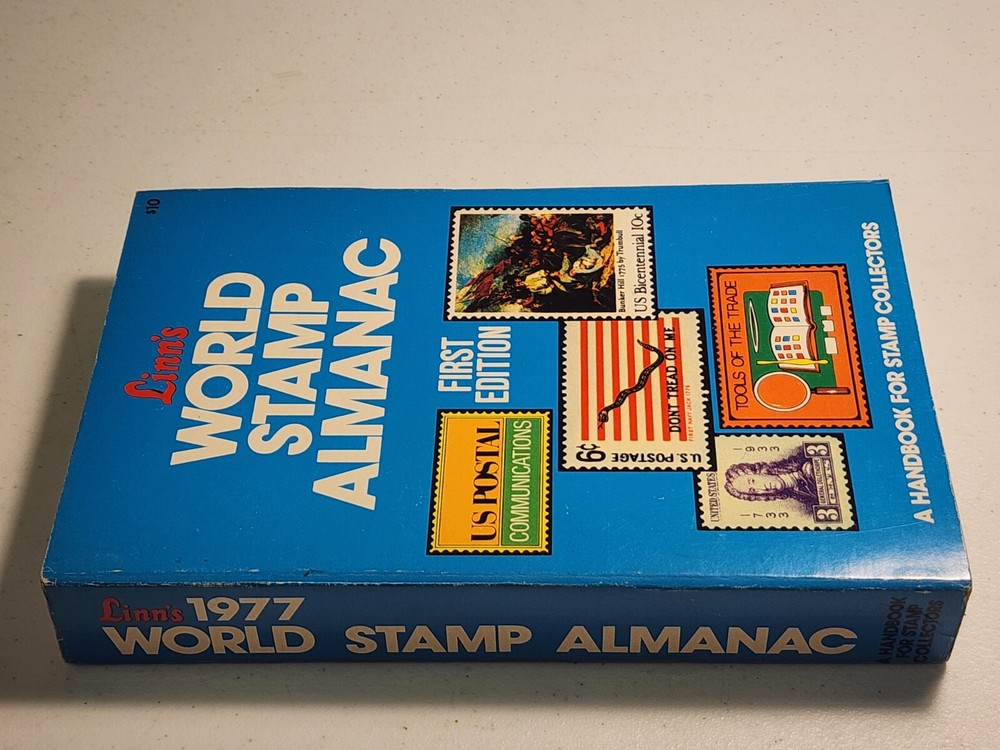 $10
Linn's
WORLD
STAMP
ALMANAC
FIRST
EDITION
Bunker Hill 1775 by Trumbull
US Bicentennial 10c
US POSTAL
COMMUNICATIONS
6c
U.S. POSTAGE
DON'T TREAD ON ME
FIRST NAVY JACK 1775
TOOLS OF THE TRADE
UNITED STATES
1733
1933
3
3
A HANDBOOK FOR STAMP COLLECTORS
Linn's 1977
WORLD STAMP ALMANAC
A HANDBOOK
FOR STAMP
COLLECTORS